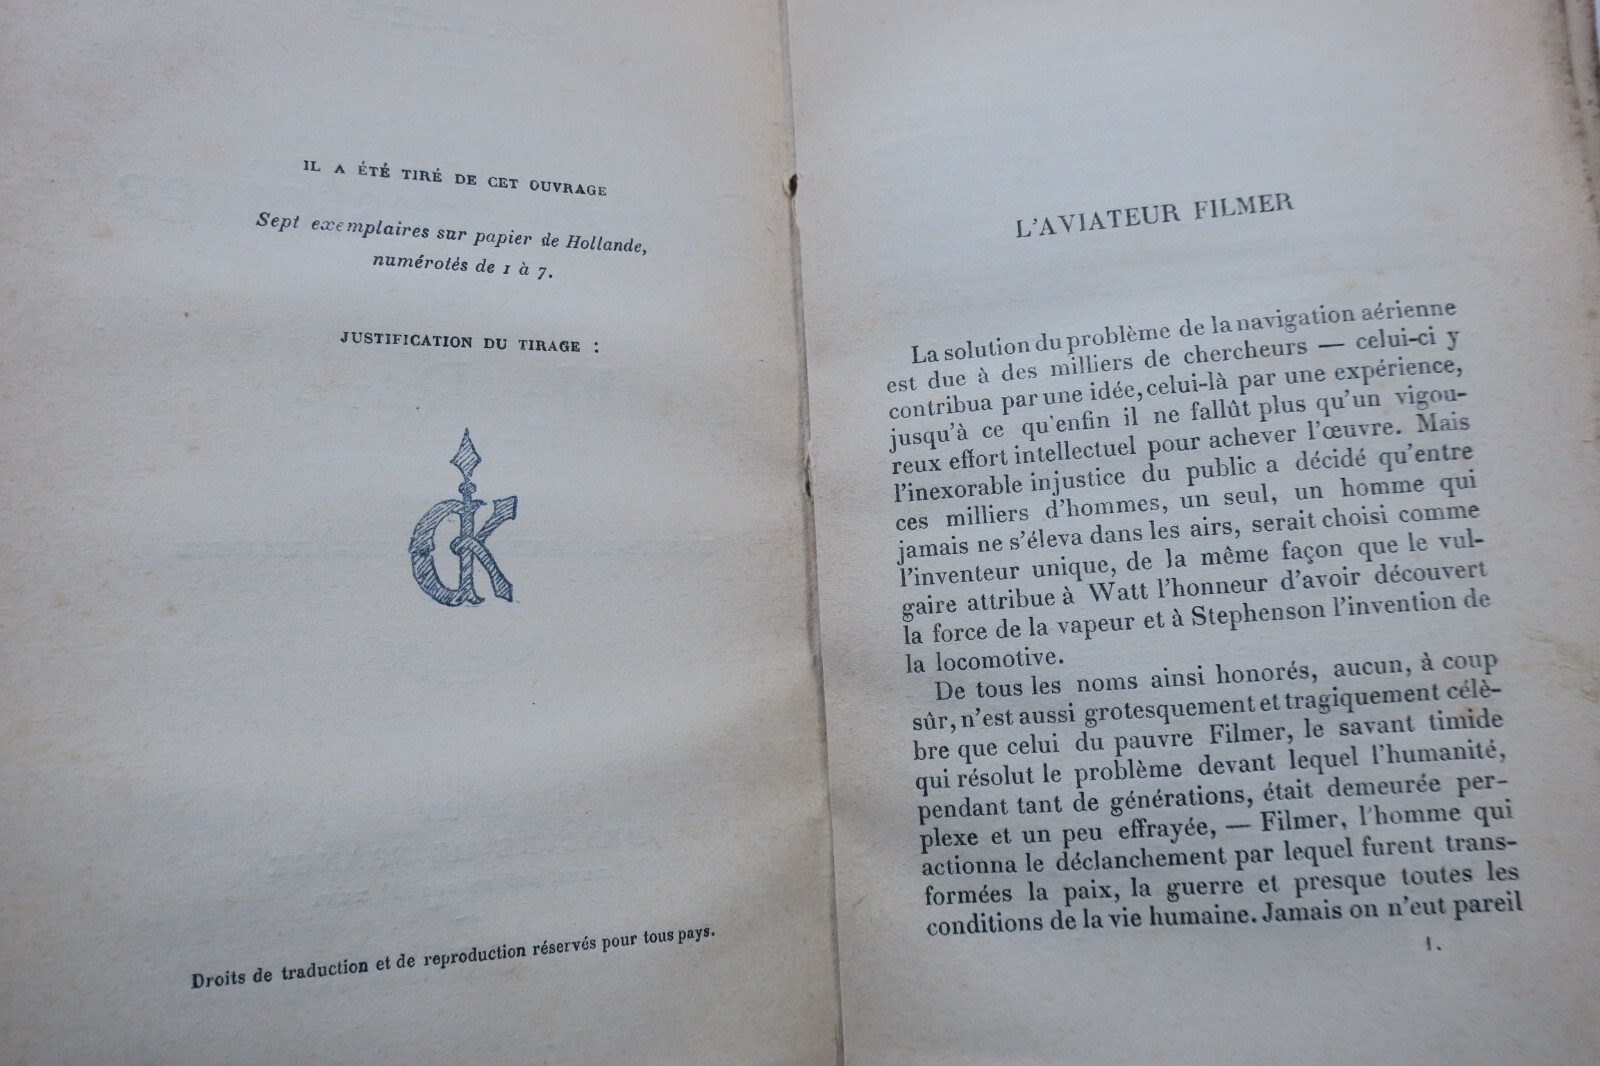 IL A ÉTÉ TIRÉ DE CET OUVRAGE
Sept exemplaires sur papier de Hollande,
numérotés de 1 à 7.
JUSTIFICATION DU TIRAGE :
Droits de traduction et de reproduction réservés pour tous pays.
L'AVIATEUR FILMER
La solution du problème de la navigation aérienne
est due à des milliers de chercheurs — celui-ci y
contribua par une idée, celui-là par une expérience,
jusqu'à ce qu'enfin il ne fallût plus qu'un vigou-
reux effort intellectuel pour achever l'œuvre. Mais
l'inexorable injustice du public a décidé qu'entre
ces milliers d'hommes, un seul, un homme qui
jamais ne s'éleva dans les airs, serait choisi comme
l'inventeur unique, de la même façon que le vul-
gaire attribue à Watt l'honneur d'avoir découvert
la force de la vapeur et à Stephenson l'invention de
la locomotive.
De tous les noms ainsi honorés, aucun, à coup
sûr, n'est aussi grotesquement et tragiquement célè-
bre que celui du pauvre Filmer, le savant timide
qui résolut le problème devant lequel l'humanité,
pendant tant de générations, était demeurée per-
plexe et un peu effrayée, — Filmer, l'homme qui
actionna le déclanchement par lequel furent trans-
formées la paix, la guerre et presque toutes les
conditions de la vie humaine. Jamais on n'eut pareil
1.